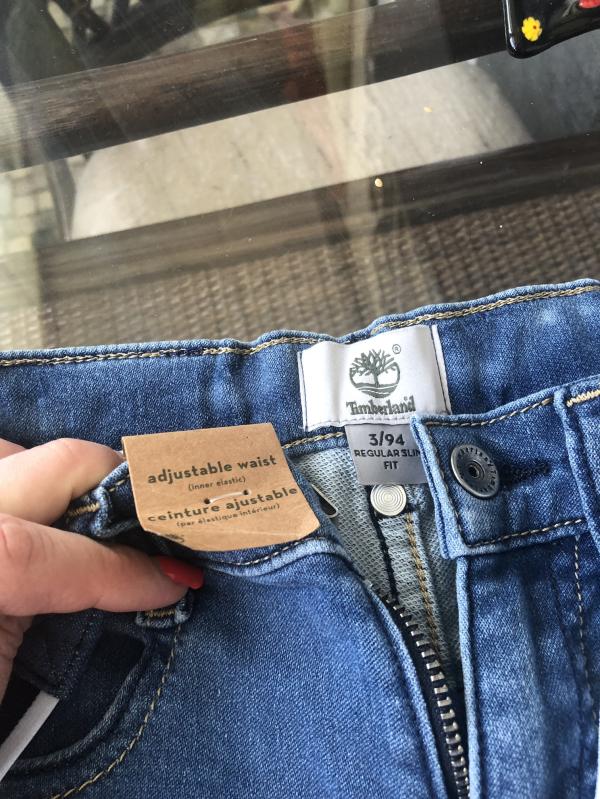 ®
Timberland
3/94
REGULAR SLIM
FIT
adjustable waist
(inner elastic)
ceinture ajustable
(par élastique intérieur)